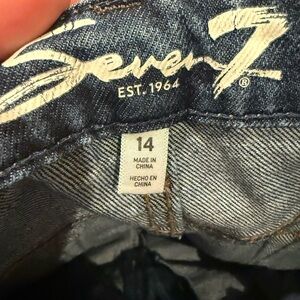 Seven7
EST. 1964
®
14
MADE IN
CHINA
HECHO EN
CHINA